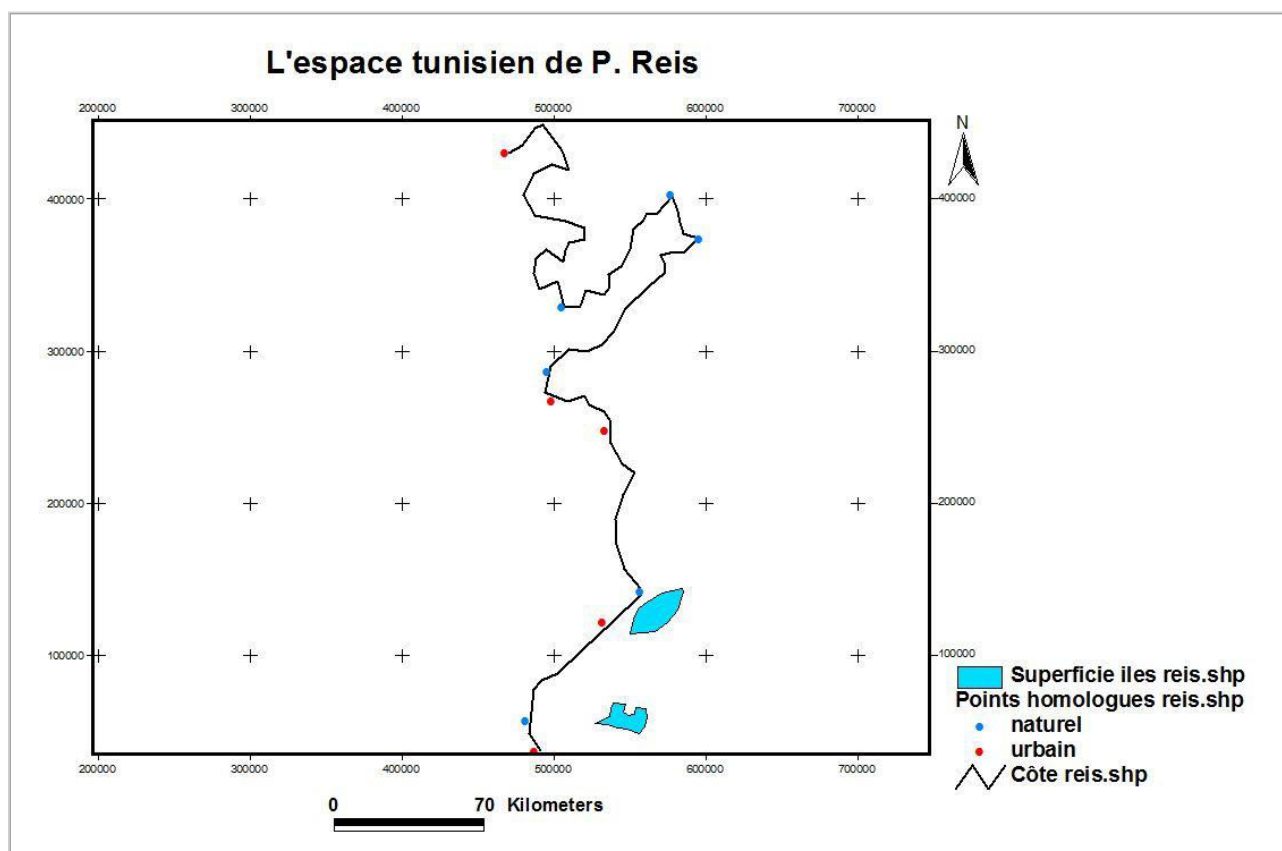 L'espace tunisien de P. Reis
200000 300000 400000 500000 600000 700000
N
400000 400000
300000 300000
200000 200000
100000 100000
200000 300000 400000 500000 600000 700000
Superficie iles reis.shp
Points homologues reis.shp
naturel
urbain
Côte reis.shp
0 70 Kilometers